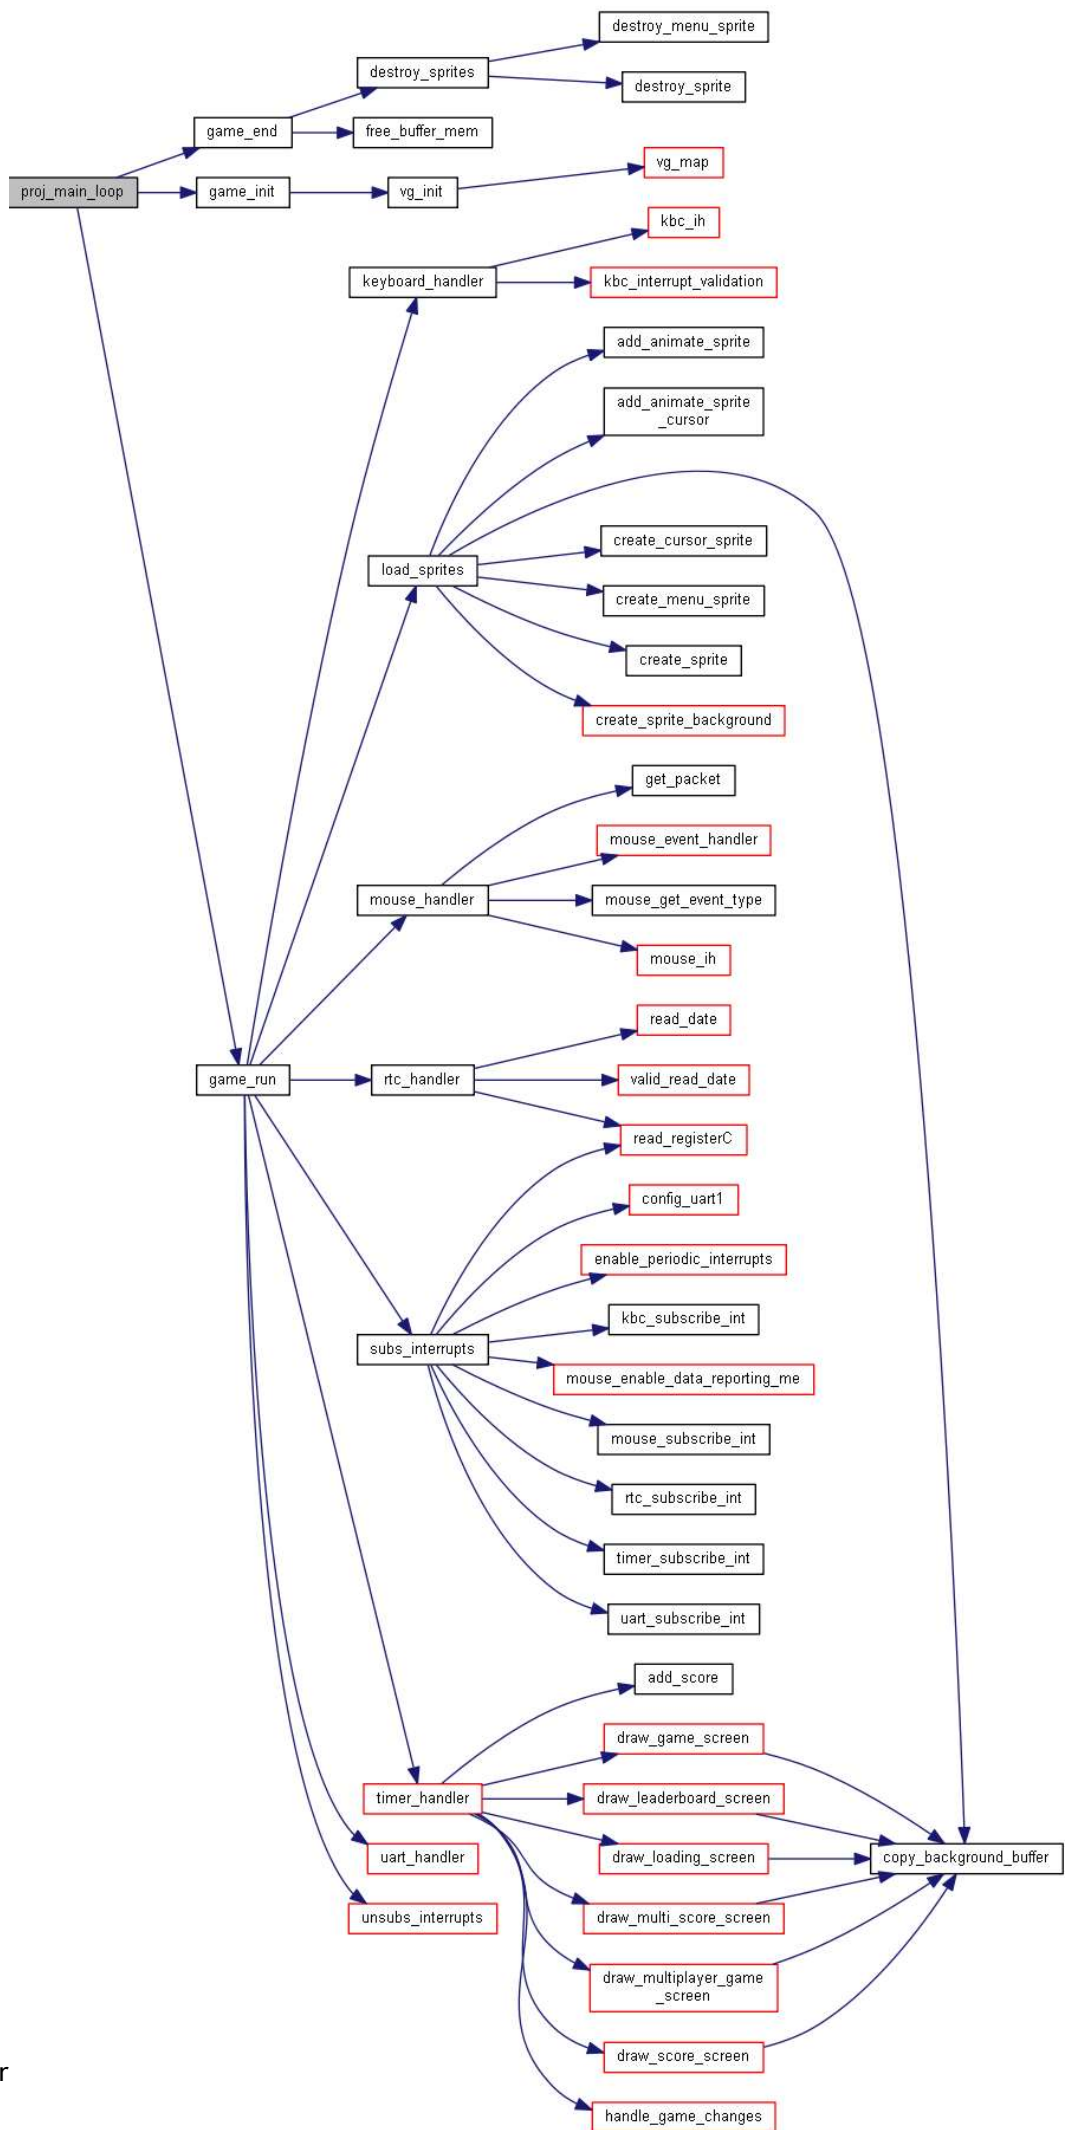 destroy_menu_sprite
destroy_sprites
destroy_sprite
game_end
free_buffer_mem
vg_map
proj_main_loop
game_init
vg_init
kbc_ih
keyboard_handler
kbc_interrupt_validation
add_animate_sprite
add_animate_sprite
_cursor
create_cursor_sprite
load_sprites
create_menu_sprite
create_sprite
create_sprite_background
get_packet
mouse_event_handler
mouse_handler
mouse_get_event_type
mouse_ih
read_date
game_run
rtc_handler
valid_read_date
read_registerC
config_uart1
enable_periodic_interrupts
kbc_subscribe_int
subs_interrupts
mouse_enable_data_reporting_me
mouse_subscribe_int
rtc_subscribe_int
timer_subscribe_int
uart_subscribe_int
add_score
draw_game_screen
timer_handler
draw_leaderboard_screen
uart_handler
draw_loading_screen
copy_background_buffer
unsubs_interrupts
draw_multi_score_screen
draw_multiplayer_game
_screen
draw_score_screen
r
handle_game_changes